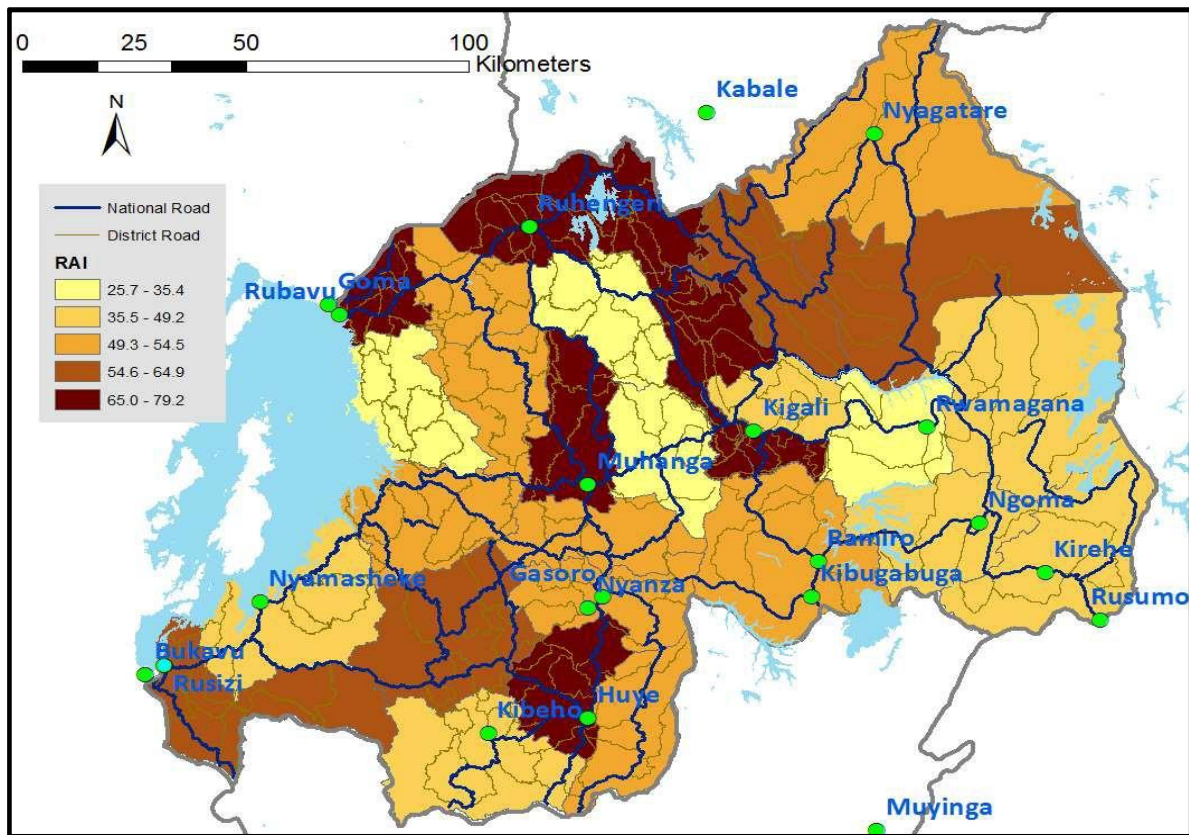 0 25 50 100
Kilometers
N
Kabale
Nyagatare
National Road
District Road
RAI
25.7 - 35.4
35.5 - 49.2
49.3 - 54.5
54.6 - 64.9
65.0 - 79.2
Ruhengeri
Goma
Rubavu
Kigali
Rwamagana
Muhanga
Ngoma
Ramiro
Kirehe
Nyamasheke
Gasoro
Nyanza
Kibugabuga
Rusumo
Bukavu
Rusizi
Huye
Kibeho
Muyinga